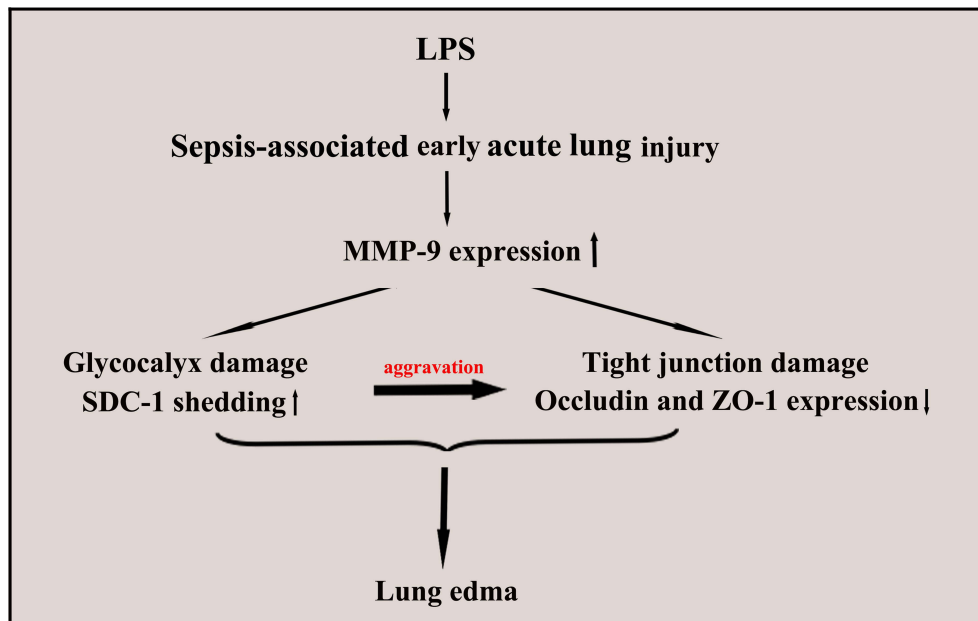 LPS
Sepsis-associated early acute lung injury
MMP-9 expression↑
Glycocalyx damage
SDC-1 shedding↑
aggravation
Tight junction damage
Occludin and ZO-1 expression↓
Lung edma